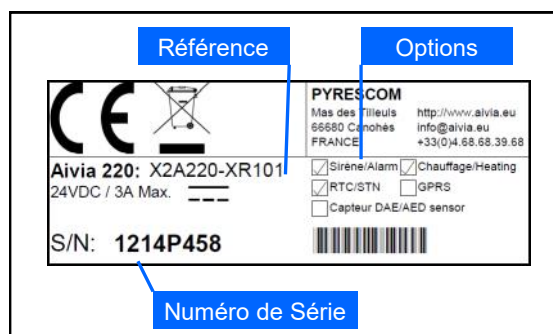 Référence
Options
CE
PYRESCOM
Mas des Tilleuls http://www.aivia.eu
66680 Canohès info@aivia.eu
FRANCE +33(0)4.68.68.39.68
Aivia 220: X2A220-XR101
24VDC / 3A Max.
Sirène/Alarm Chauffage/Heating
RTC/STN GPRS
Capteur DAE/AED sensor
S/N: 1214P458
Numéro de Série